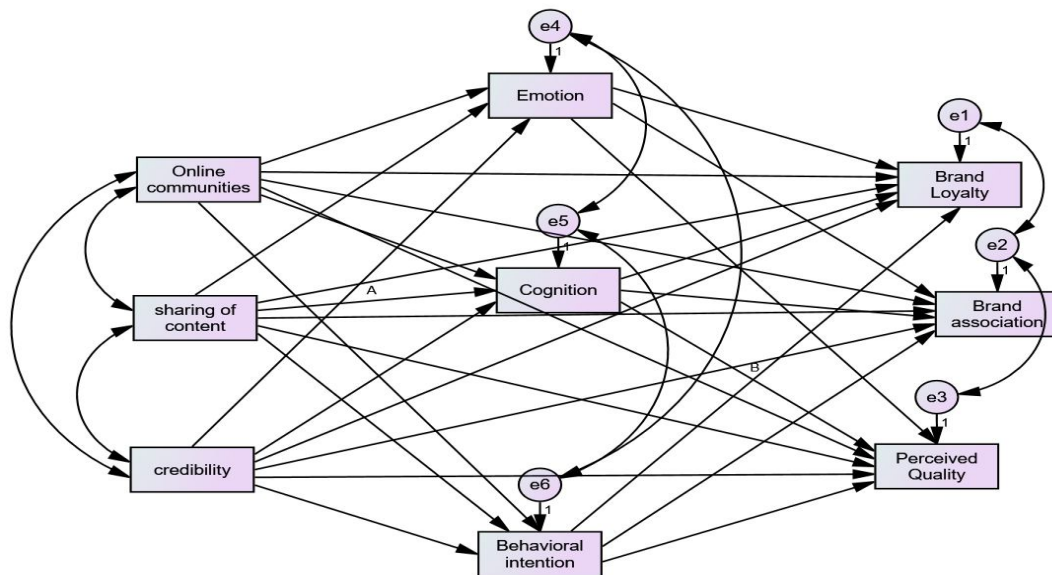 e4
1
Emotion
e1
1
Online
communities
Brand
Loyalty
e5
1
e2
1
A
Cognition
sharing of
content
Brand
association
B
e3
1
credibility
Perceived
Quality
e6
1
Behavioral
intention